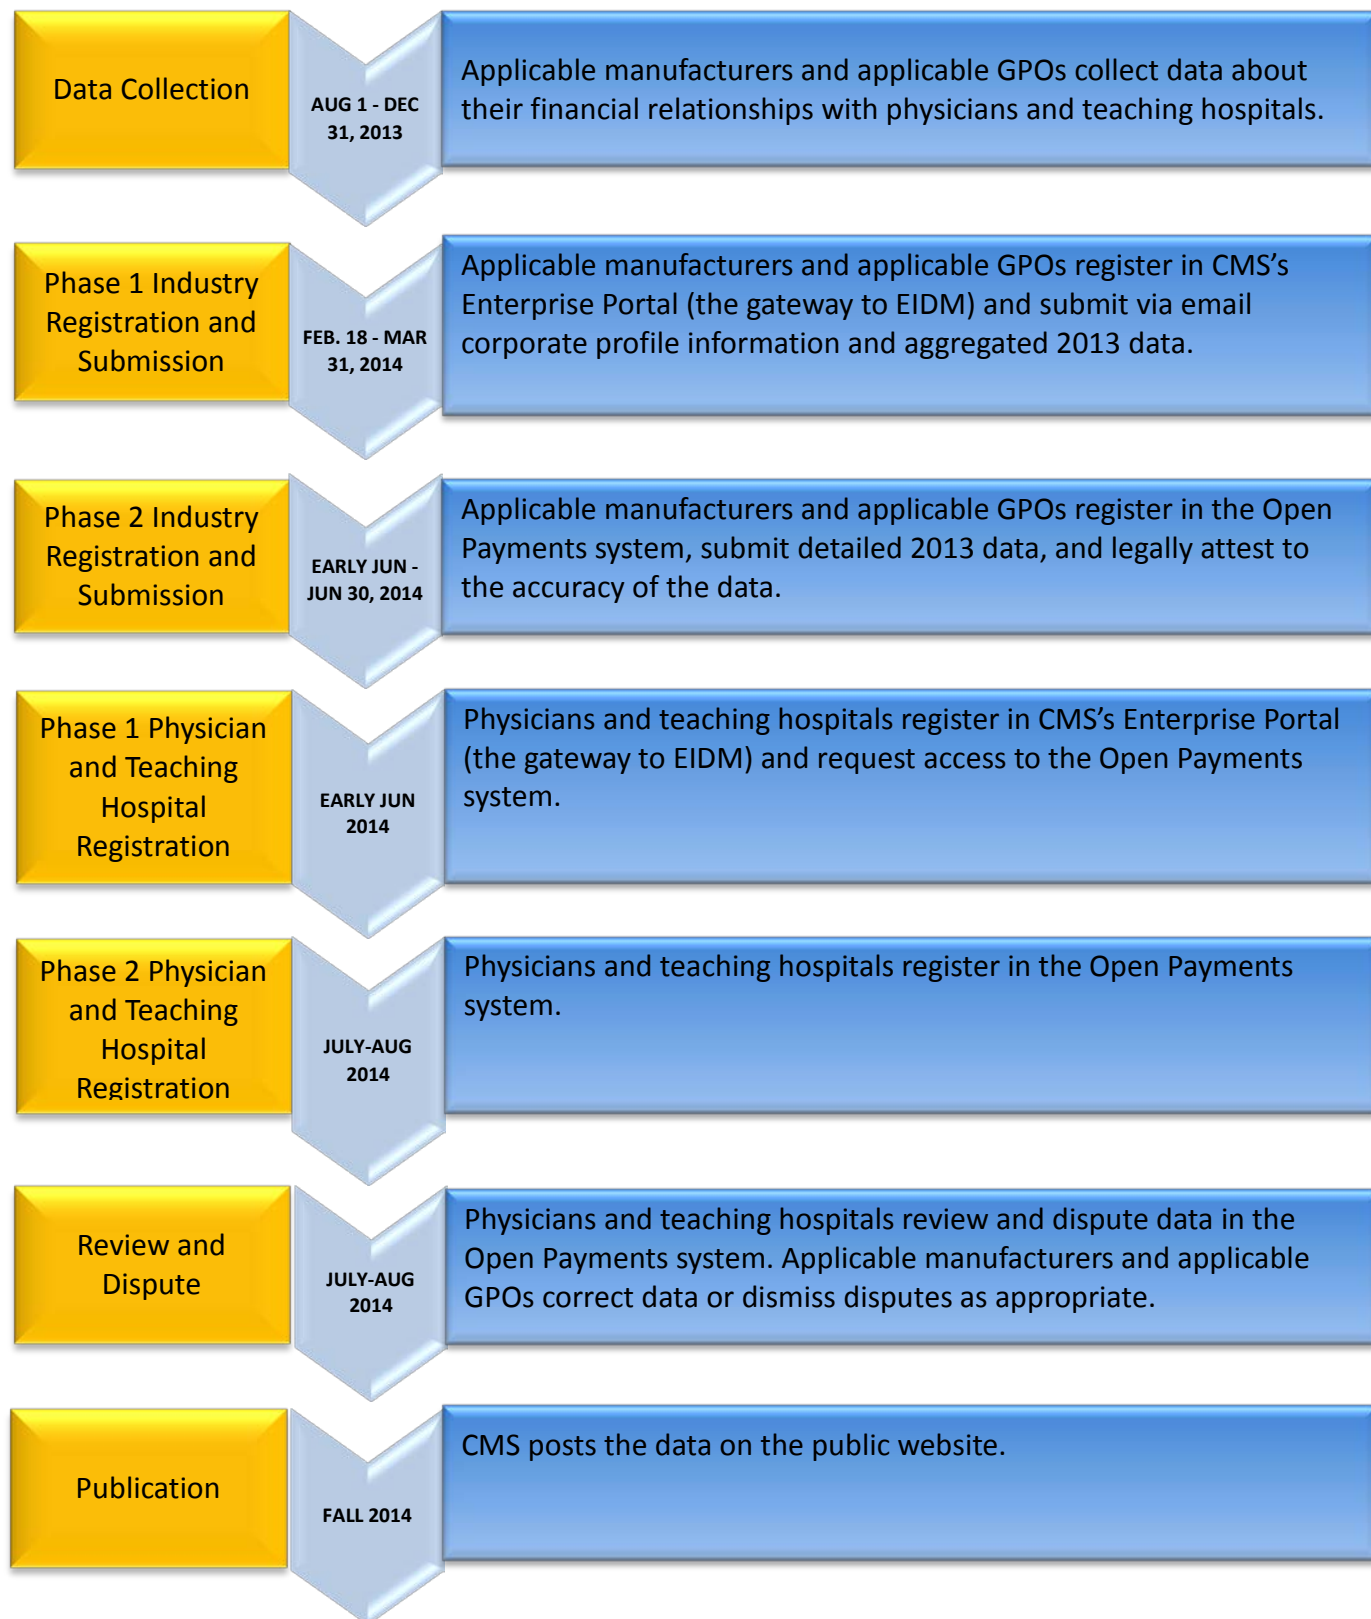 Data Collection
AUG 1 - DEC
31, 2013
Applicable manufacturers and applicable GPOs collect data about
their financial relationships with physicians and teaching hospitals.
Phase 1 Industry
Registration and
Submission
FEB. 18 - MAR
31, 2014
Applicable manufacturers and applicable GPOs register in CMS’s
Enterprise Portal (the gateway to EIDM) and submit via email
corporate profile information and aggregated 2013 data.
Phase 2 Industry
Registration and
Submission
EARLY JUN -
JUN 30, 2014
Applicable manufacturers and applicable GPOs register in the Open
Payments system, submit detailed 2013 data, and legally attest to
the accuracy of the data.
Phase 1 Physician
and Teaching
Hospital
Registration
EARLY JUN
2014
Physicians and teaching hospitals register in CMS’s Enterprise Portal
(the gateway to EIDM) and request access to the Open Payments
system.
Phase 2 Physician
and Teaching
Hospital
Registration
JULY-AUG
2014
Physicians and teaching hospitals register in the Open Payments
system.
Review and
Dispute
JULY-AUG
2014
Physicians and teaching hospitals review and dispute data in the
Open Payments system. Applicable manufacturers and applicable
GPOs correct data or dismiss disputes as appropriate.
Publication
FALL 2014
CMS posts the data on the public website.